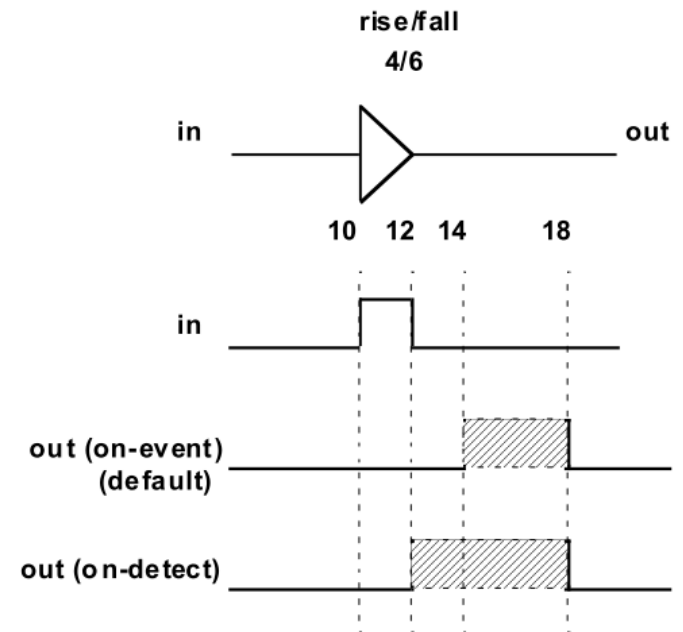 rise/fall
4/6
in
out
10 12 14 18
in
out (on-event)
(default)
out (on-detect)